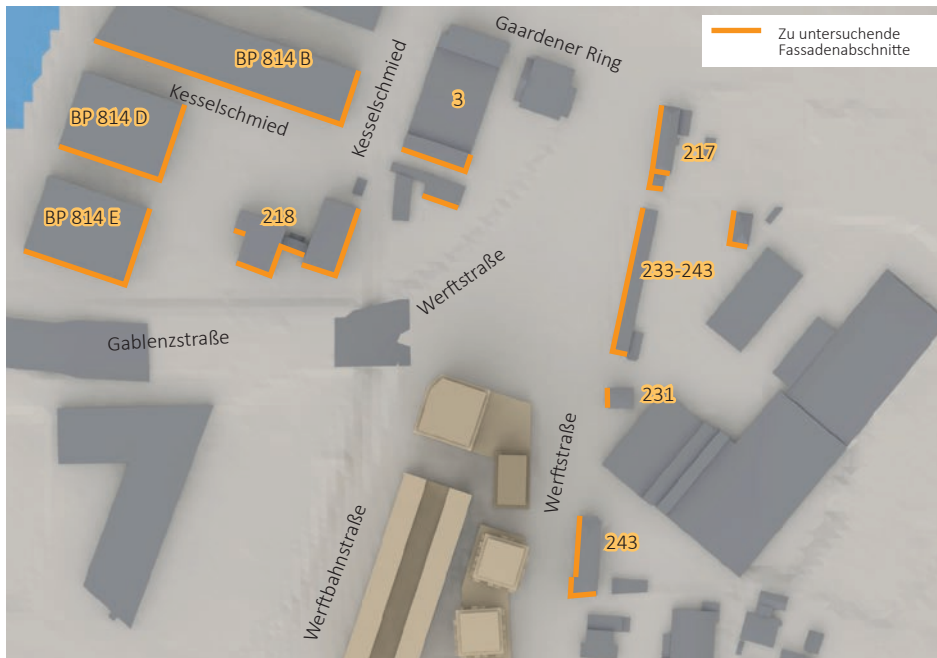 Gaardener Ring
Zu untersuchende
Fassadenabschnitte
BP 814 B
Kesselschmied
Kesselschmied
3
BP 814 D
217
BP 814 E
218
233-243
Werftstraße
Gablenzstraße
231
Werftstraße
243
Werftbahnstraße